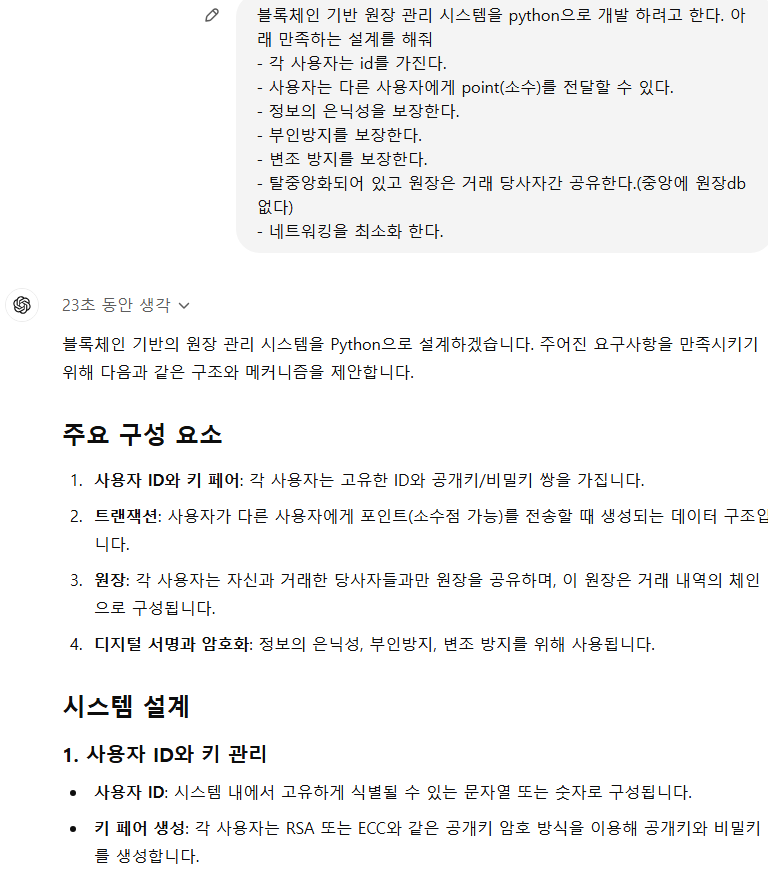 블록체인 기반 원장 관리 시스템을 python으로 개발 하려고 한다. 아
래 만족하는 설계를 해줘
- 각 사용자는 id를 가진다.
- 사용자는 다른 사용자에게 point(소수)를 전달할 수 있다.
- 정보의 은닉성을 보장한다.
- 부인방지를 보장한다.
- 변조 방지를 보장한다.
- 탈중앙화되어 있고 원장은 거래 당사자간 공유한다.(중앙에 원장db
없다)
- 네트워킹을 최소화 한다.
23초 동안 생각
블록체인 기반의 원장 관리 시스템을 Python으로 설계하겠습니다. 주어진 요구사항을 만족시키기
위해 다음과 같은 구조와 메커니즘을 제안합니다.
주요 구성 요소
1. 사용자 ID와 키 페어: 각 사용자는 고유한 ID와 공개키/비밀키 쌍을 가집니다.
2. 트랜잭션: 사용자가 다른 사용자에게 포인트(소수점 가능)를 전송할 때 생성되는 데이터 구조입
니다.
3. 원장: 각 사용자는 자신과 거래한 당사자들과만 원장을 공유하며, 이 원장은 거래 내역의 체인
으로 구성됩니다.
4. 디지털 서명과 암호화: 정보의 은닉성, 부인방지, 변조 방지를 위해 사용됩니다.
시스템 설계
1. 사용자 ID와 키 관리
• 사용자 ID: 시스템 내에서 고유하게 식별될 수 있는 문자열 또는 숫자로 구성됩니다.
• 키 페어 생성: 각 사용자는 RSA 또는 ECC와 같은 공개키 암호 방식을 이용해 공개키와 비밀키
를 생성합니다.